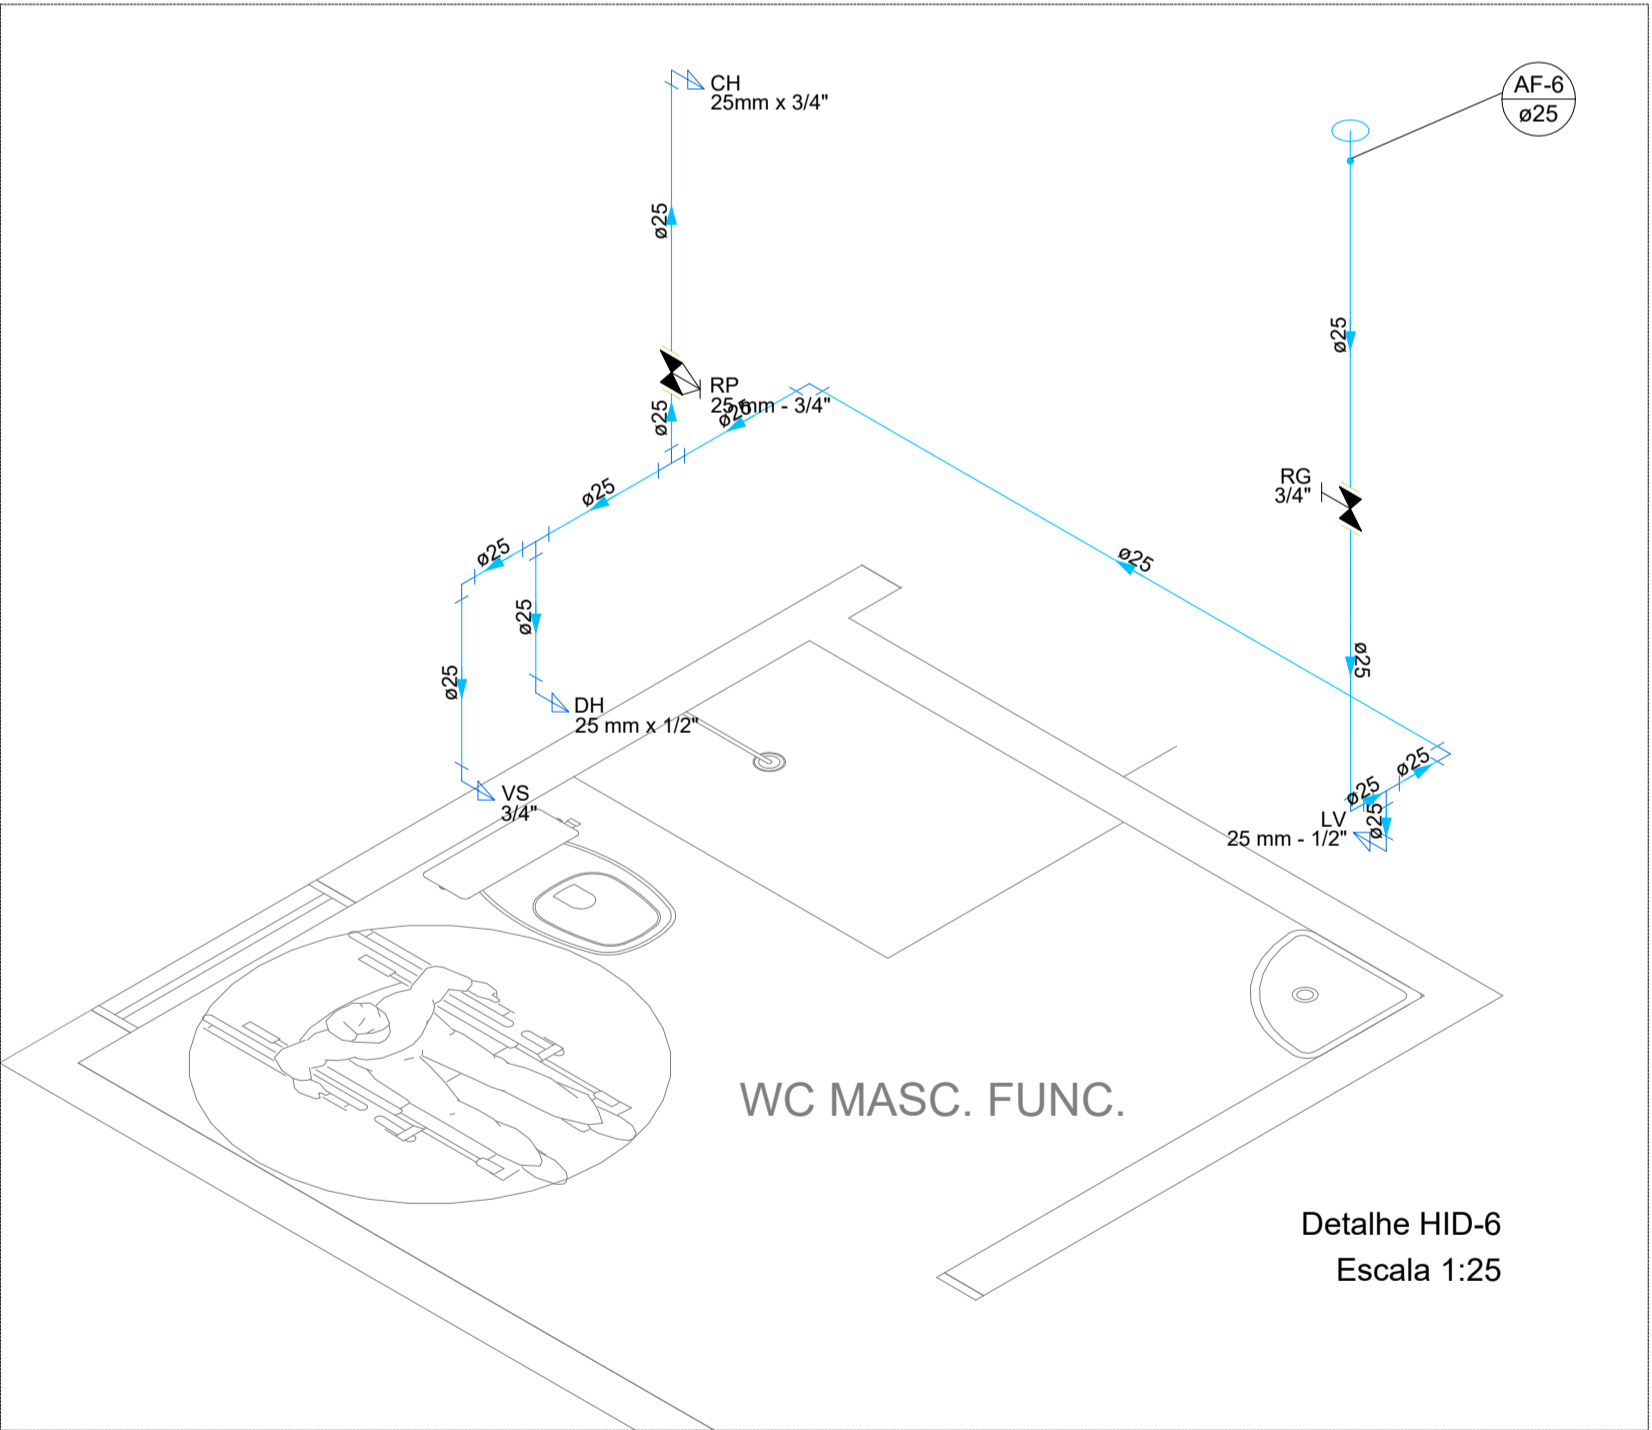 CH
25mm x 3/4"
AF-6
ø25
ø25
ø25
RP
25 mm - 3/4"
ø25
ø25
RG
3/4"
ø25
ø25
ø25
ø25
ø25
ø25
DH
25 mm x 1/2"
VS
3/4"
ø25
ø25
ø25
LV
25 mm - 1/2"
WC MASC. FUNC.
Detalhe HID-6
Escala 1:25